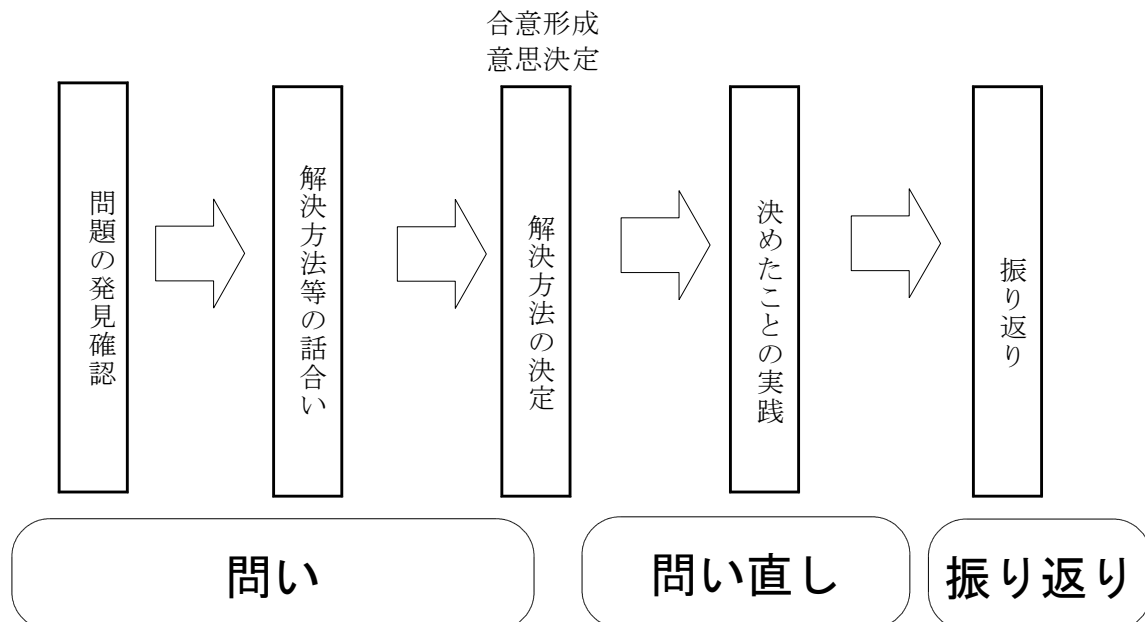 合意形成
意思決定
問題の発見確認
解決方法等の話合い
解決方法の決定
決めたことの実践
振り返り
問い
問い直し
振り返り